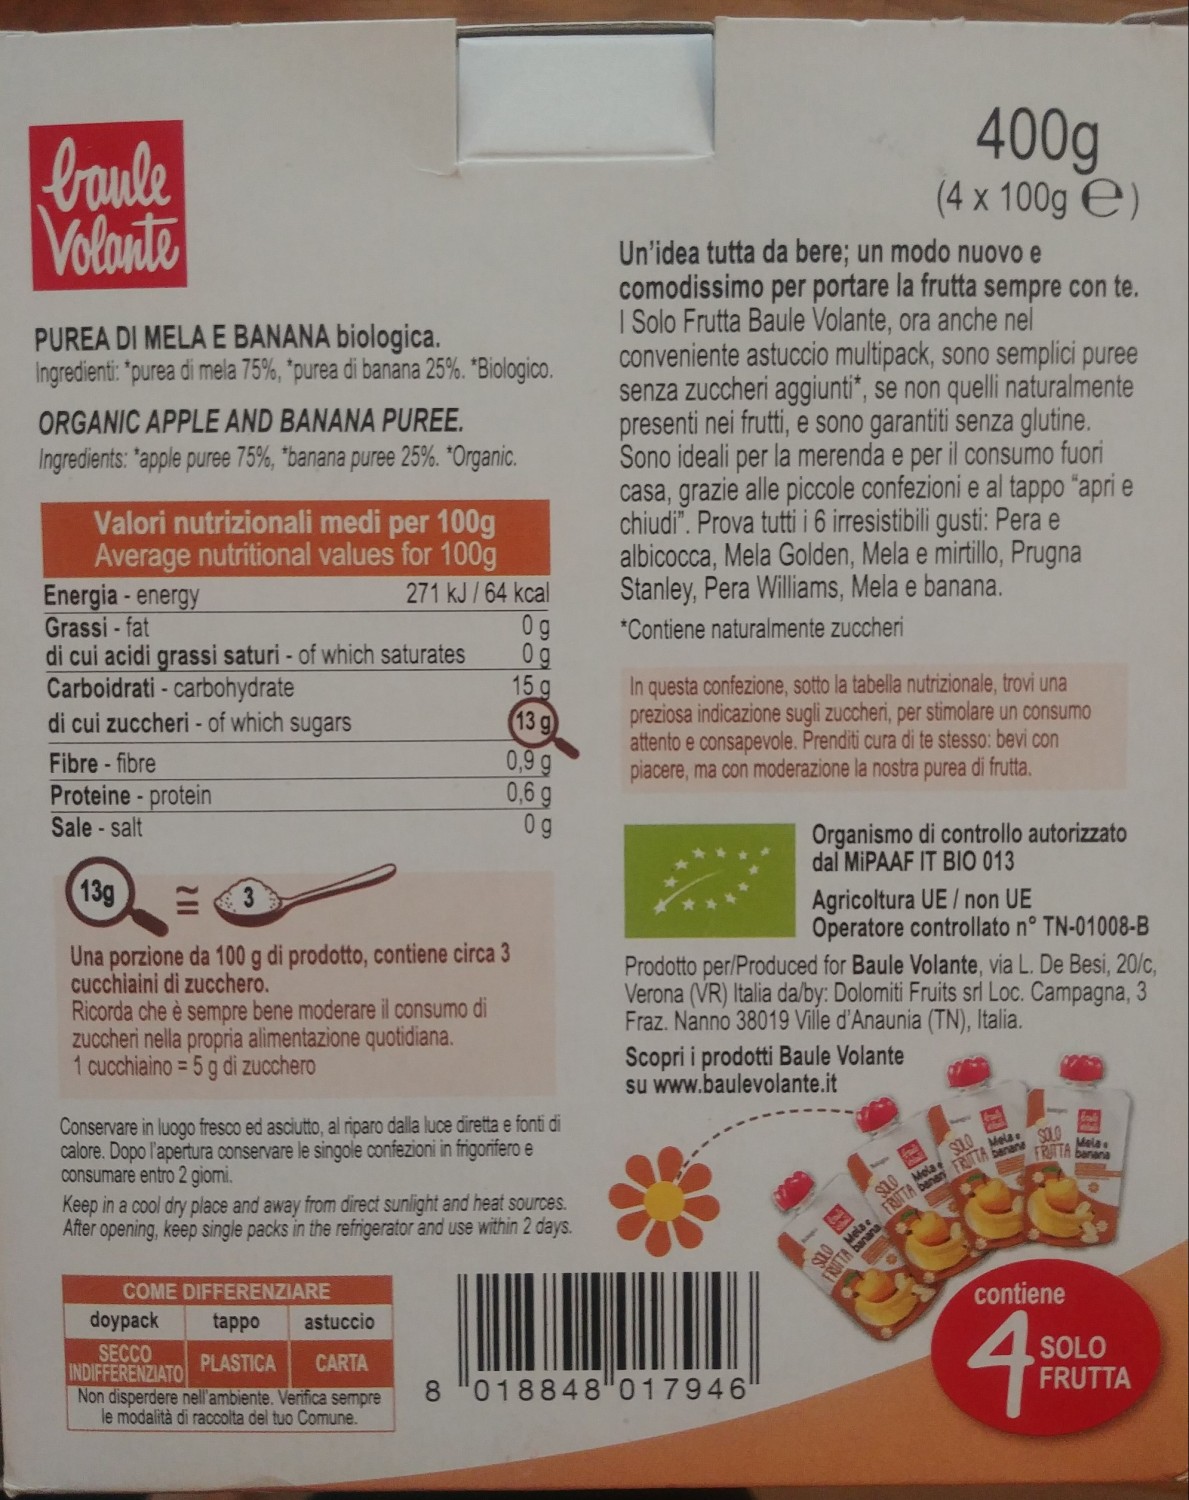 baule
Volante
400g
(4 x 100g ℮)
PUREA DI MELA E BANANA biologica.
Ingredienti: *purea di mela 75%, *purea di banana 25%. *Biologico.
ORGANIC APPLE AND BANANA PUREE.
Ingredients: *apple puree 75%, *banana puree 25%. *Organic.
Valori nutrizionali medi per 100g
Average nutritional values for 100g
Energia - energy 271 kJ / 64 kcal
Grassi - fat 0 g
di cui acidi grassi saturi - of which saturates 0 g
Carboidrati - carbohydrate 15 g
di cui zuccheri - of which sugars 13 g
Fibre - fibre 0,9 g
Proteine - protein 0,6 g
Sale - salt 0 g
13g ≅ 3
Una porzione da 100 g di prodotto, contiene circa 3
cucchiaini di zucchero.
Ricorda che è sempre bene moderare il consumo di
zuccheri nella propria alimentazione quotidiana.
1 cucchiaino = 5 g di zucchero
Conservare in luogo fresco ed asciutto, al riparo dalla luce diretta e fonti di
calore. Dopo l'apertura conservare le singole confezioni in frigorifero e
consumare entro 2 giorni.
Keep in a cool dry place and away from direct sunlight and heat sources.
After opening, keep single packs in the refrigerator and use within 2 days.
COME DIFFERENZIARE
doypack tappo astuccio
SECCO
INDIFFERENZIATO PLASTICA CARTA
Non disperdere nell'ambiente. Verifica sempre
le modalità di raccolta del tuo Comune.
8 018848 017946
Un'idea tutta da bere; un modo nuovo e
comodissimo per portare la frutta sempre con te.
I Solo Frutta Baule Volante, ora anche nel
conveniente astuccio multipack, sono semplici puree
senza zuccheri aggiunti*, se non quelli naturalmente
presenti nei frutti, e sono garantiti senza glutine.
Sono ideali per la merenda e per il consumo fuori
casa, grazie alle piccole confezioni e al tappo “apri e
chiudi”. Prova tutti i 6 irresistibili gusti: Pera e
albicocca, Mela Golden, Mela e mirtillo, Prugna
Stanley, Pera Williams, Mela e banana.
*Contiene naturalmente zuccheri
In questa confezione, sotto la tabella nutrizionale, trovi una
preziosa indicazione sugli zuccheri, per stimolare un consumo
attento e consapevole. Prenditi cura di te stesso: bevi con
piacere, ma con moderazione la nostra purea di frutta.
Organismo di controllo autorizzato
dal MiPAAF IT BIO 013
Agricoltura UE / non UE
Operatore controllato n° TN-01008-B
Prodotto per/Produced for Baule Volante, via L. De Besi, 20/c,
Verona (VR) Italia da/by: Dolomiti Fruits srl Loc. Campagna, 3
Fraz. Nanno 38019 Ville d'Anaunia (TN), Italia.
Scopri i prodotti Baule Volante
su www.baulevolante.it
SOLO
FRUTTA
Mela e
banana
SOLO
FRUTTA
Mela e
banana
SOLO
FRUTTA
Mela e
banana
SOLO
FRUTTA
Mela e
banana
contiene
4 SOLO
FRUTTA